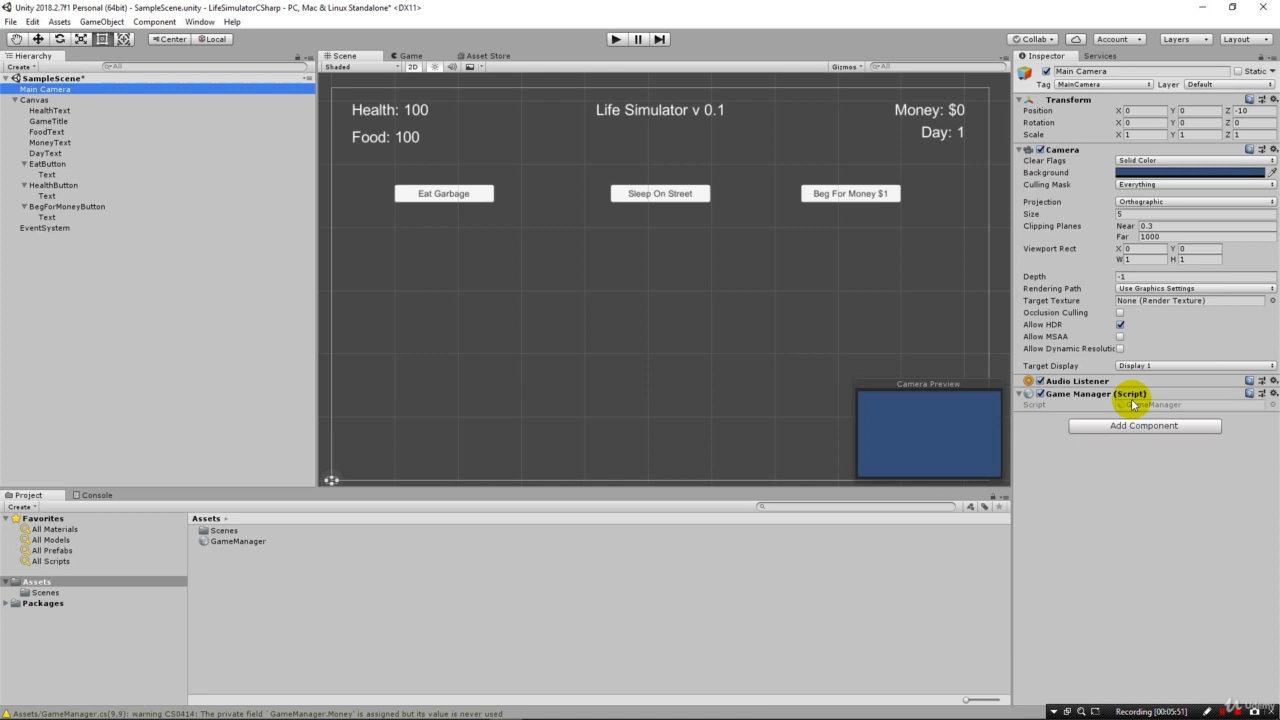 Unity 2018.2.7f1 Personal (64bit) - SampleScene.unity - LifeSimulatorCSharp - PC, Mac & Linux Standalone* <DX11>
File Edit Assets GameObject Component Window Help
Center Local Collab Account Layers Layout
Hierarchy
Create All
SampleScene*
Main Camera
Canvas
HealthText
GameTitle
FoodText
MoneyText
DayText
EatButton
Text
HealthButton
Text
BegForMoneyButton
Text
EventSystem
Scene Game Asset Store
Shaded 2D Gizmos All
Health: 100 Life Simulator v 0.1 Money: $0
Food: 100 Day: 1
Eat Garbage Sleep On Street Beg For Money $1
Camera Preview
Inspector Services
Main Camera Static
Tag MainCamera Layer Default
Transform
Position X 0 Y 0 Z -10
Rotation X 0 Y 0 Z 0
Scale X 1 Y 1 Z 1
Camera
Clear Flags Solid Color
Background
Culling Mask Everything
Projection Orthographic
Size 5
Clipping Planes Near 0.3
Far 1000
Viewport Rect X 0 Y 0
W 1 H 1
Depth -1
Rendering Path Use Graphics Settings
Target Texture None (Render Texture)
Occlusion Culling
Allow HDR
Allow MSAA
Allow Dynamic Resolutic
Target Display Display 1
Audio Listener
Game Manager (Script)
Script GameManager
Add Component
Project Console
Create
Favorites
All Materials
All Models
All Prefabs
All Scripts
Assets
Scenes
Packages
Assets
Scenes
GameManager
Assets/GameManager.cs(9,9): warning CS0414: The private field `GameManager.Money` is assigned but its value is never used
Recording [00:05:51]
Udemy